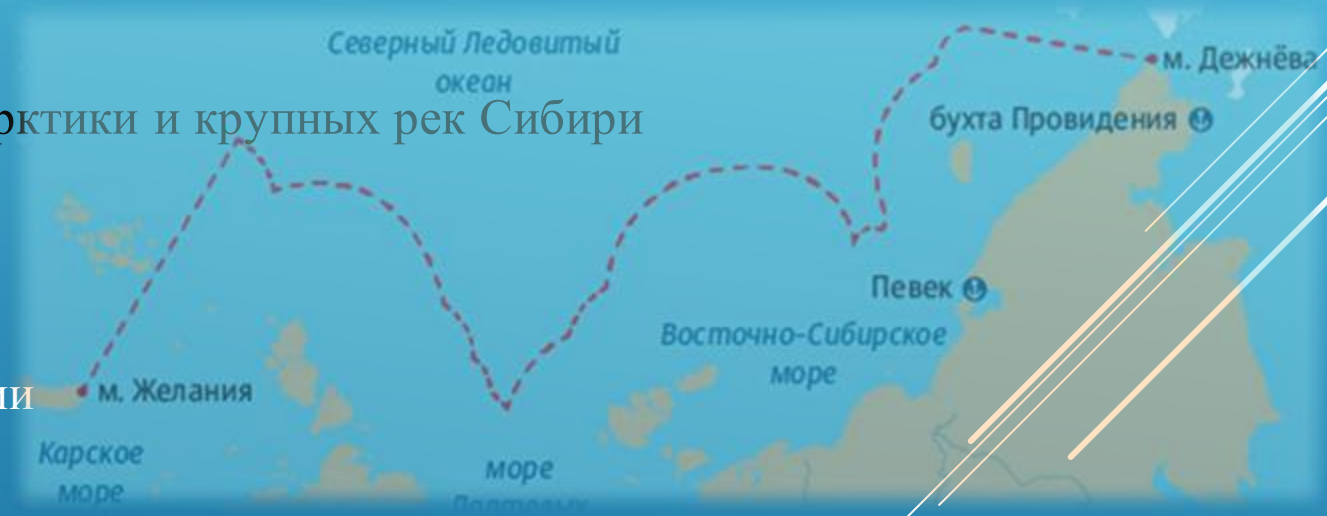 Северный Ледовитый
океан
м. Дежнёва
рктики и крупных рек Сибири
бухта Провидения
Певек
Восточно-Сибирское
море
м. Желания
ии
Карское
море
море